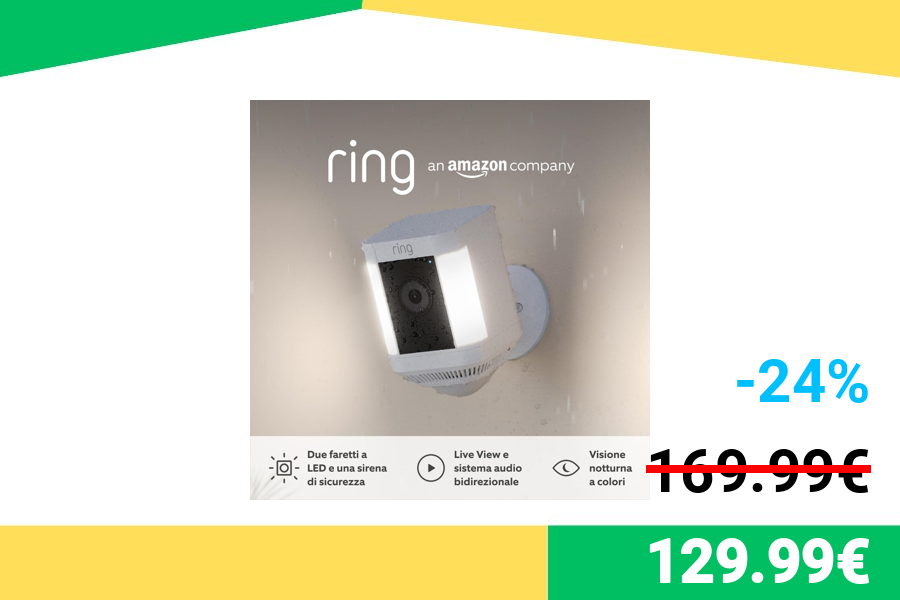 ring an amazon company
ring
Due faretti a
LED e una sirena
di sicurezza
Live View e
sistema audio
bidirezionale
Visione
notturna
a colori
-24%
169.99€
129.99€